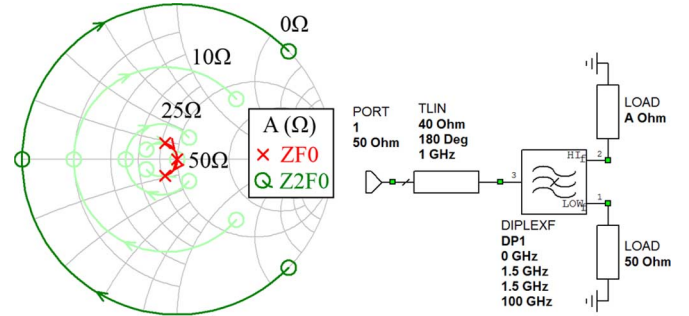 0Ω
10Ω
25Ω
50Ω
A (Ω)
ZF0
Z2F0
PORT
1
50 Ohm
TLIN
40 Ohm
180 Deg
1 GHz
3
HI
2
LOW
1
DIPLEXF
DP1
0 GHz
1.5 GHz
1.5 GHz
100 GHz
LOAD
A Ohm
LOAD
50 Ohm